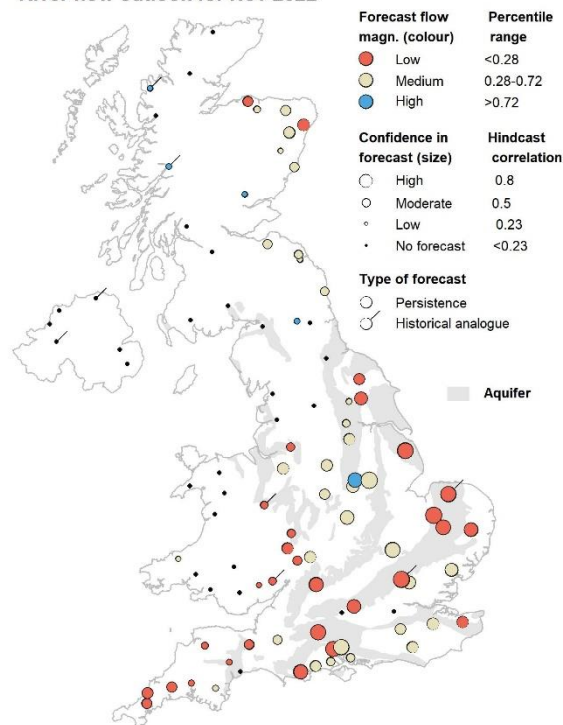 Forecast flow magn. (colour)
Percentile range
Low <0.28
Medium 0.28-0.72
High >0.72
Confidence in forecast (size)
Hindcast correlation
High 0.8
Moderate 0.5
Low 0.23
No forecast <0.23
Type of forecast
Persistence
Historical analogue
Aquifer